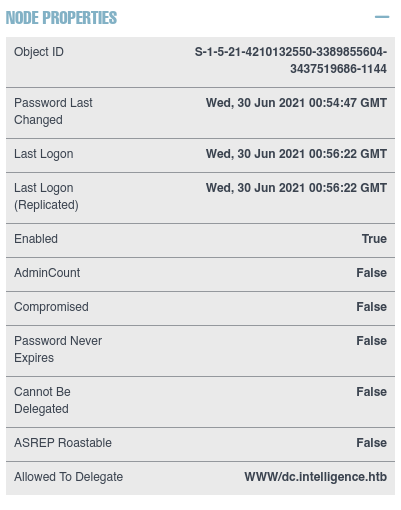 NODE PROPERTIES
Object ID S-1-5-21-4210132550-3389855604-
3437519686-1144
Password Last Wed, 30 Jun 2021 00:54:47 GMT
Changed
Last Logon Wed, 30 Jun 2021 00:56:22 GMT
Last Logon Wed, 30 Jun 2021 00:56:22 GMT
(Replicated)
Enabled True
AdminCount False
Compromised False
Password Never False
Expires
Cannot Be False
Delegated
ASREP Roastable False
Allowed To Delegate WWW/dc.intelligence.htb